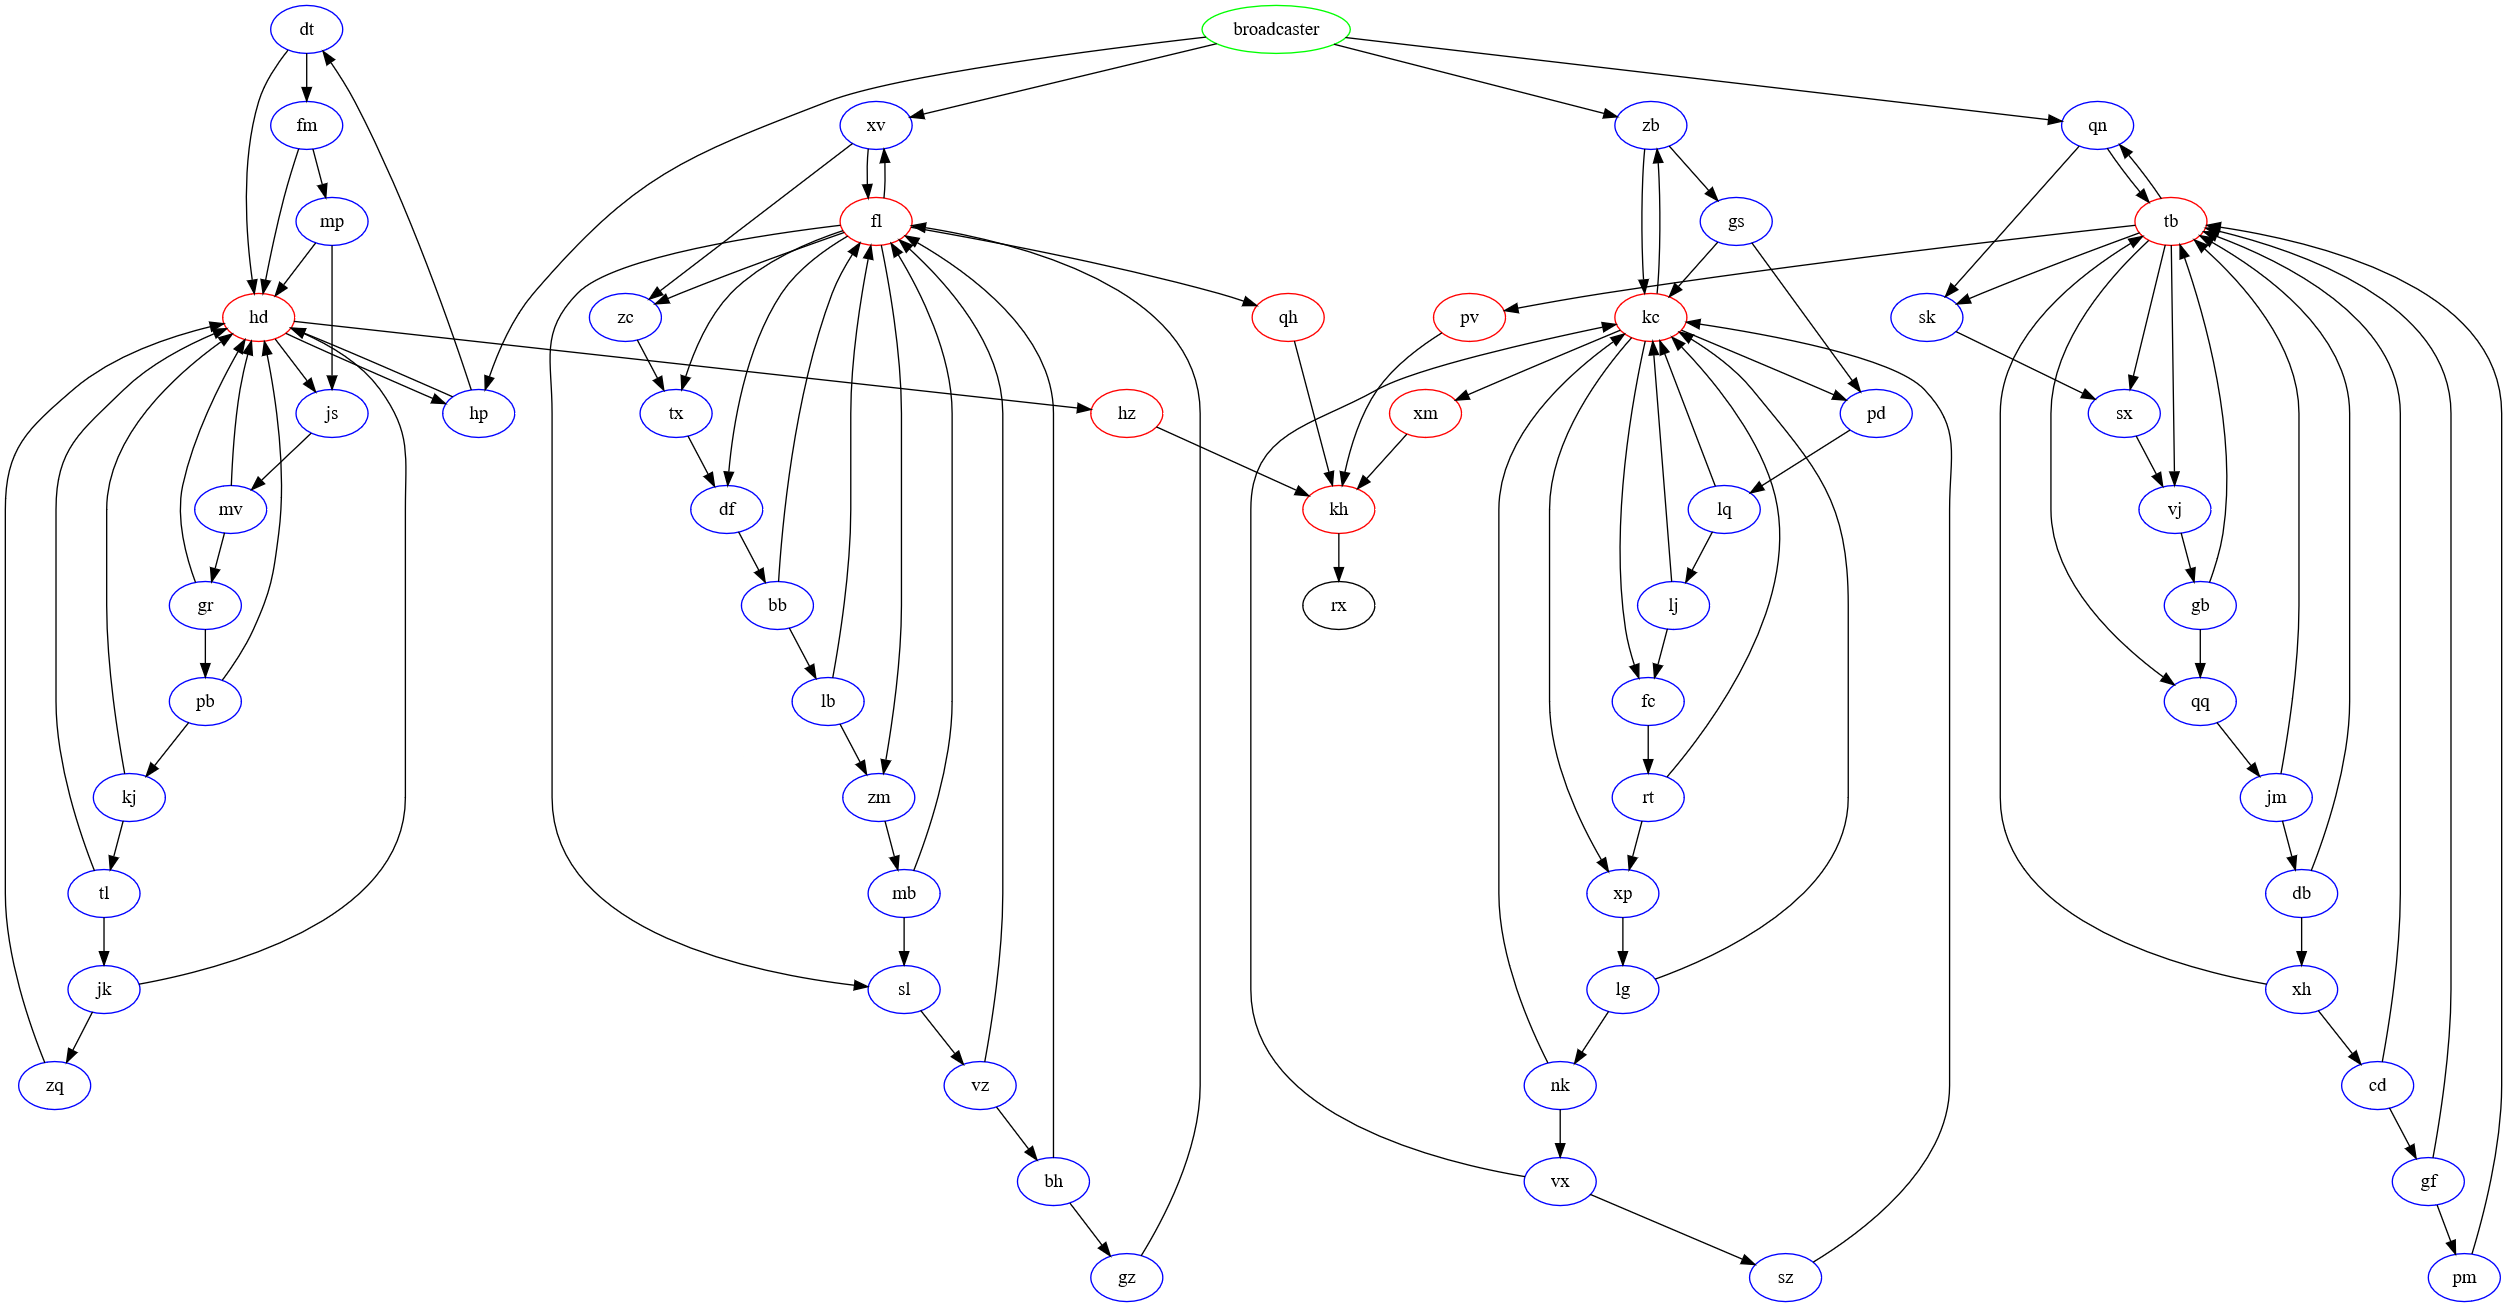 dt
broadcaster
fm
xv
zb
qn
mp
fl
gs
tb
hd
zc
qh
pv
kc
sk
js
hp
tx
hz
xm
pd
sx
mv
df
kh
lq
vj
gr
bb
rx
lj
gb
pb
lb
fc
qq
kj
zm
rt
jm
tl
mb
xp
db
jk
sl
lg
xh
zq
vz
nk
cd
bh
vx
gf
gz
sz
pm